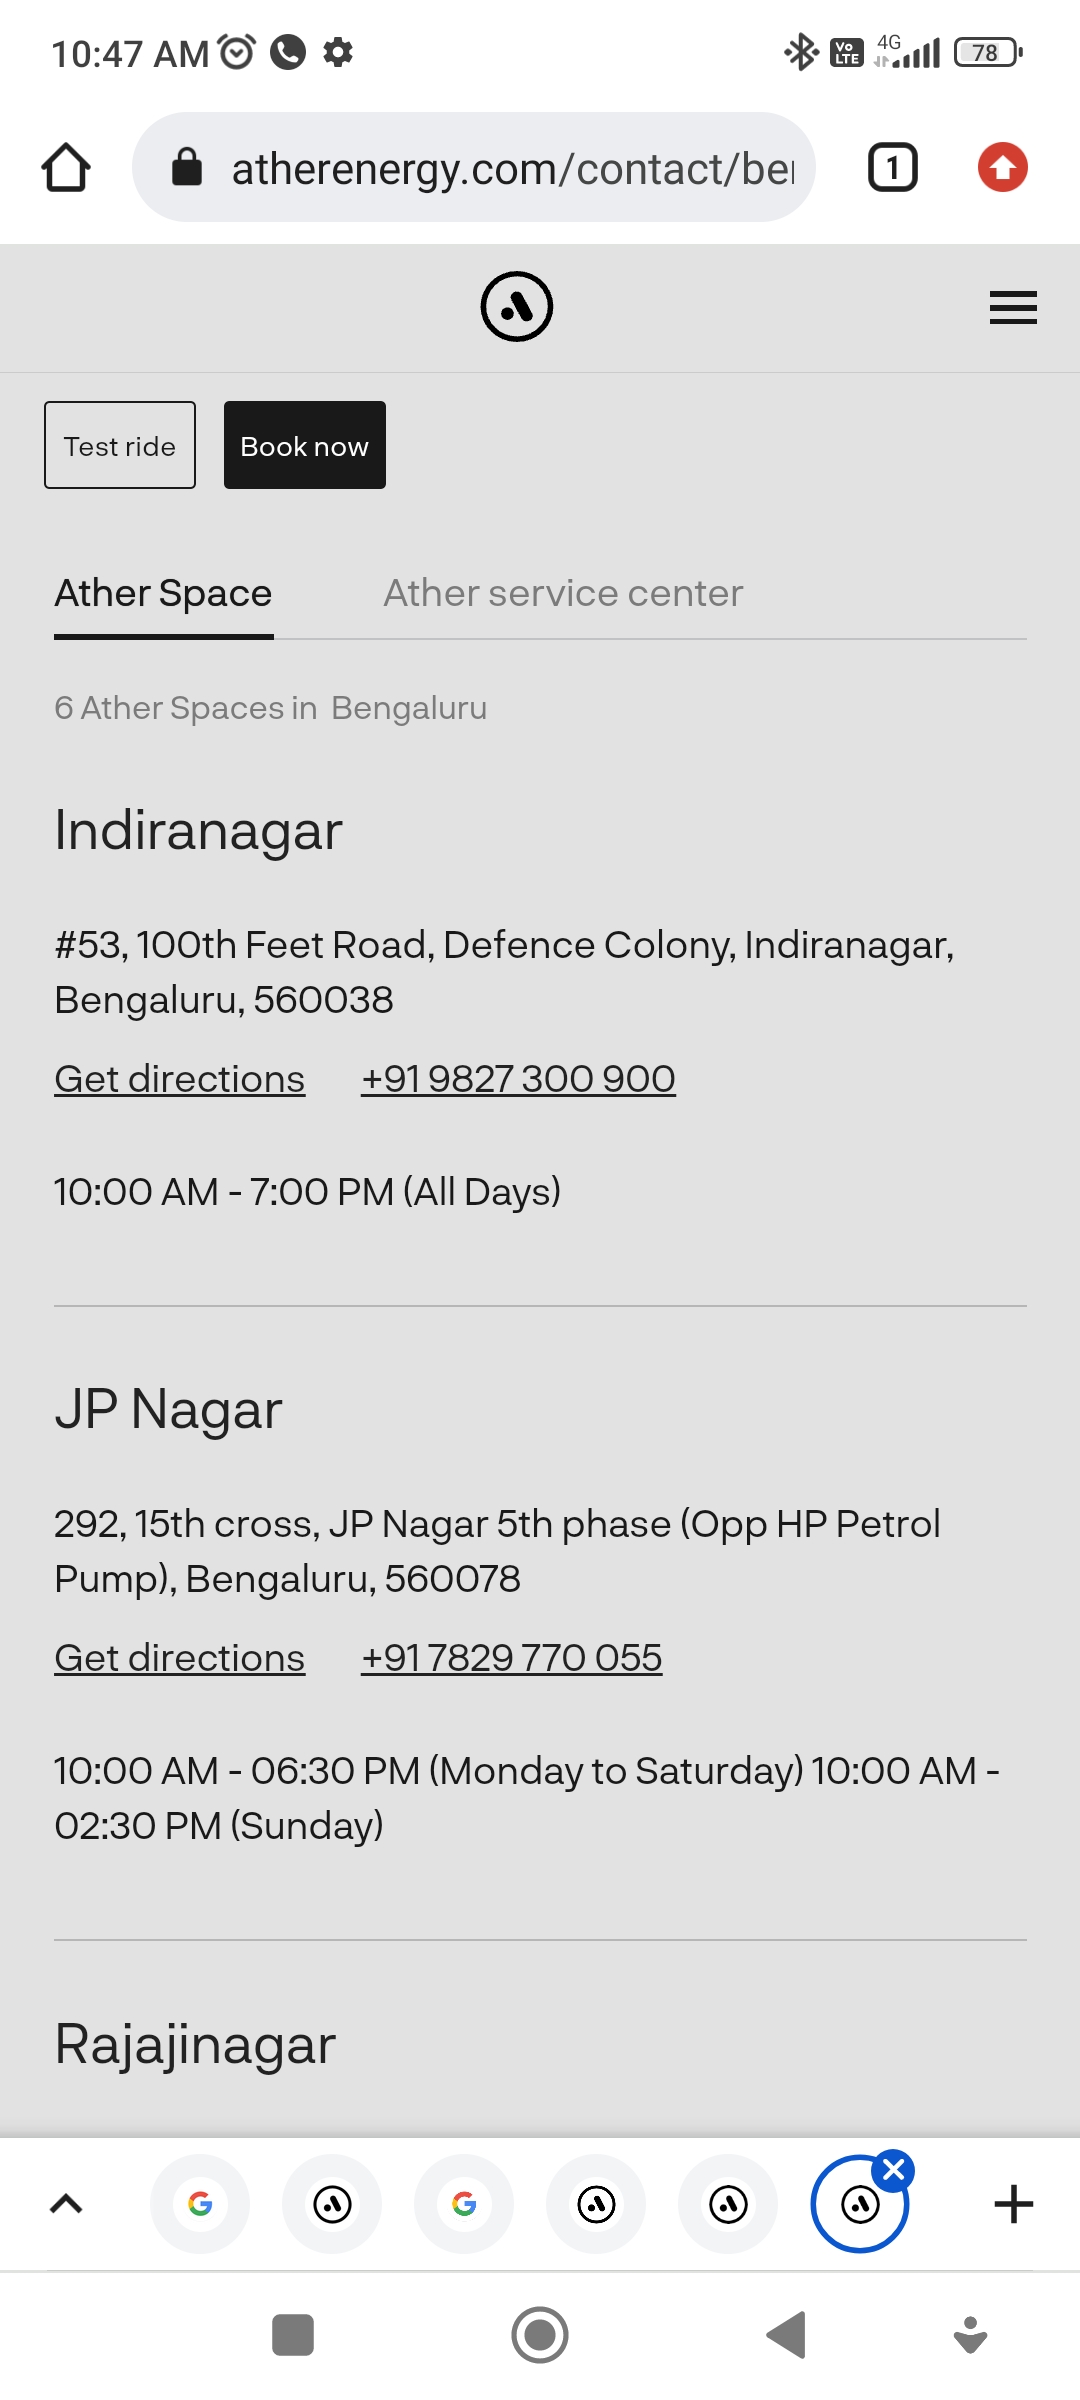 10:47 AM
Vo LTE
4G
78
atherenergy.com/contact/be
1
Test ride
Book now
Ather Space
Ather service center
6 Ather Spaces in Bengaluru
Indiranagar
#53, 100th Feet Road, Defence Colony, Indiranagar,
Bengaluru, 560038
Get directions
+91 9827 300 900
10:00 AM - 7:00 PM (All Days)
JP Nagar
292, 15th cross, JP Nagar 5th phase (Opp HP Petrol
Pump), Bengaluru, 560078
Get directions
+91 7829 770 055
10:00 AM - 06:30 PM (Monday to Saturday) 10:00 AM -
02:30 PM (Sunday)
Rajajinagar